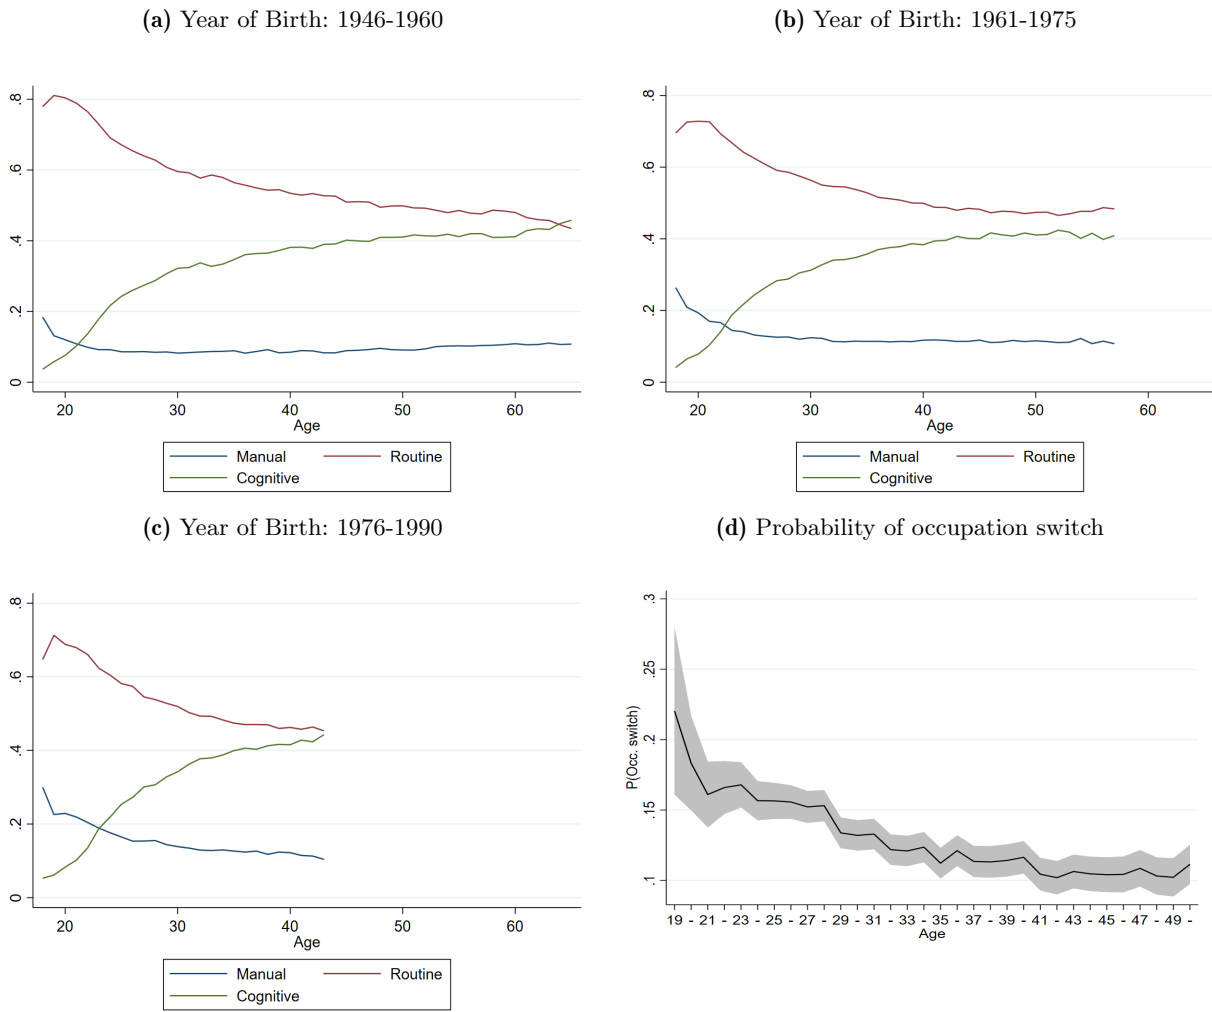 (a) Year of Birth: 1946-1960
.8
.6
.4
.2
0
20 30 40 50 60
Age
Manual Routine
Cognitive
(b) Year of Birth: 1961-1975
.8
.6
.4
.2
0
20 30 40 50 60
Age
Manual Routine
Cognitive
(c) Year of Birth: 1976-1990
.8
.6
.4
.2
0
20 30 40 50 60
Age
Manual Routine
Cognitive
(d) Probability of occupation switch
P(Occ. switch)
.3
.25
.2
.15
.1
19 - 21 - 23 - 25 - 27 - 29 - 31 - 33 - 35 - 37 - 39 - 41 - 43 - 45 - 47 - 49 -
Age